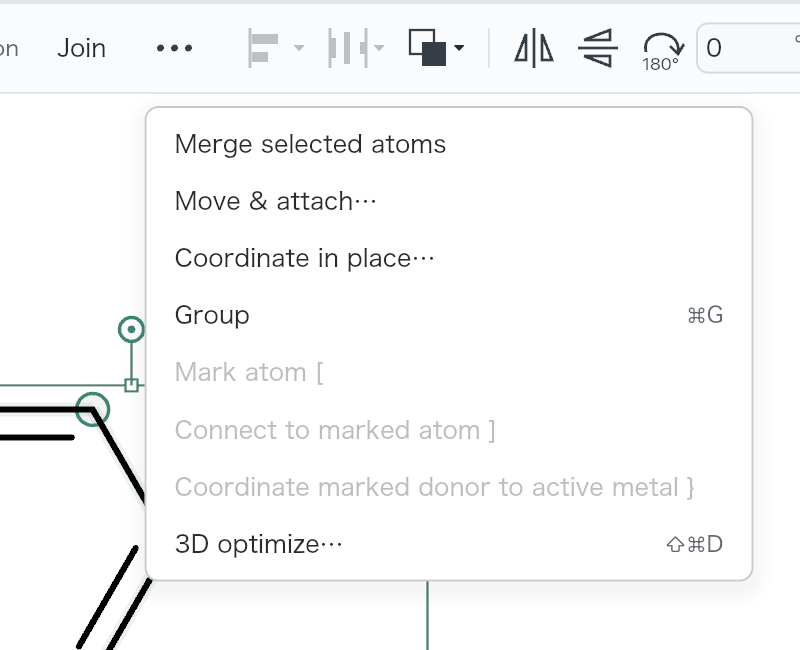 on Join ••• 180° 0 °
Merge selected atoms
Move & attach⋯
Coordinate in place⋯
Group ⌘G
Mark atom [
Connect to marked atom ]
Coordinate marked donor to active metal }
3D optimize⋯ ⇧⌘D